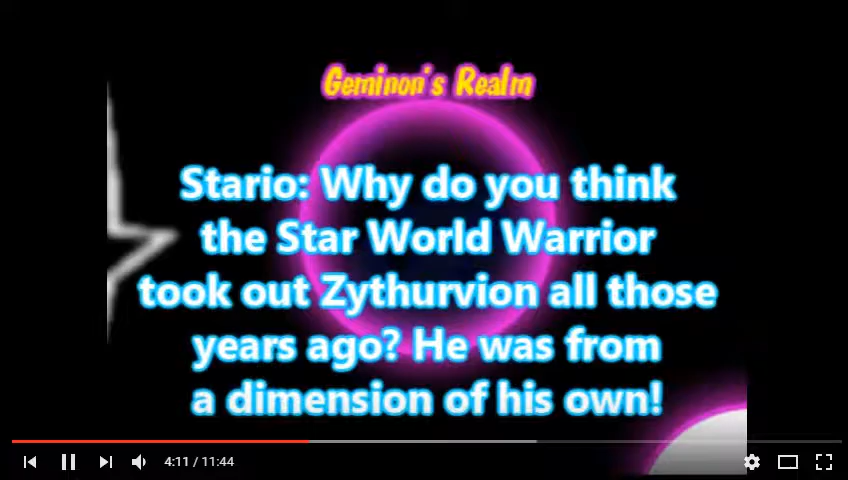 Geminon's Realm
Stario: Why do you think
the Star World Warrior
took out Zythurvion all those
years ago? He was from
a dimension of his own!
4:11 / 11:44